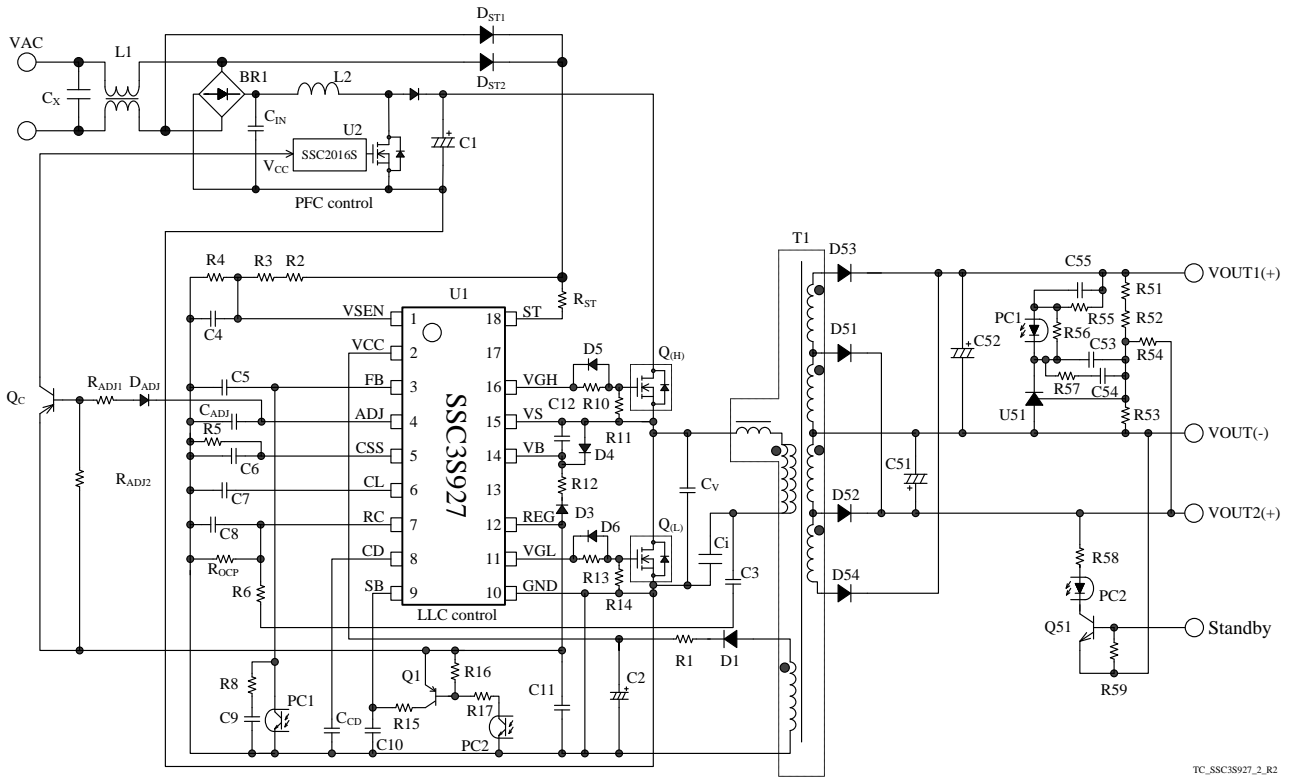 DST1
VAC
L1
DST2
BR1
L2
CX
CIN
U2
C1
SSC2016S
VCC
PFC control
T1
D53
C55
VOUT1(+)
R4
R3
R2
R51
U1
RST
VSEN
1
18
ST
PC1
R55
R52
C4
R56
VCC
2
17
D5
Q(H)
D51
C52
C53
R54
C5
FB
3
16
VGH
R57
C54
QC
RADJ1
DADJ
CADJ
SSC3S927
C12
R10
U51
R53
ADJ
4
15
VS
R11
VOUT(-)
R5
CSS
5
14
VB
D4
C6
RADJ2
CL
6
13
R12
CV
C51
C7
D3
D52
RC
7
12
REG
D6
Q(L)
VOUT2(+)
C8
CD
8
11
VGL
Ci
C3
R58
ROCP
R13
R6
SB
9
10
GND
R14
D54
PC2
LLC control
Q51
Standby
R1
D1
R59
Q1
R16
C2
R8
PC1
C11
R17
C9
CCD
R15
C10
PC2
TC_SSC3S927_2_R2